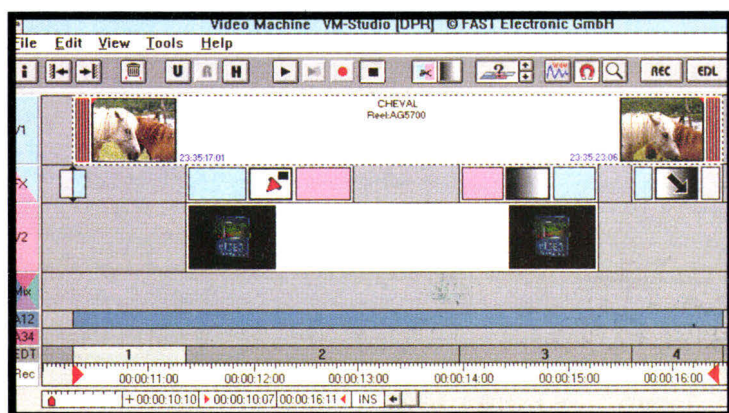 Video Machine VM-Studio [DPR] © FAST Electronic GmbH
File Edit View Tools Help
U R H REC EDL
V1
CHEVAL
Reel:AG5700
23:35:17:01 23:35:23:06
FX
V2
Mix
A12
A34
EDT 1 2 3 4
Rec 00:00:11:00 00:00:12:00 00:00:13:00 00:00:14:00 00:00:15:00 00:00:16:00
+00:00:10:10 00:00:10:07 00:00:16:11 INS